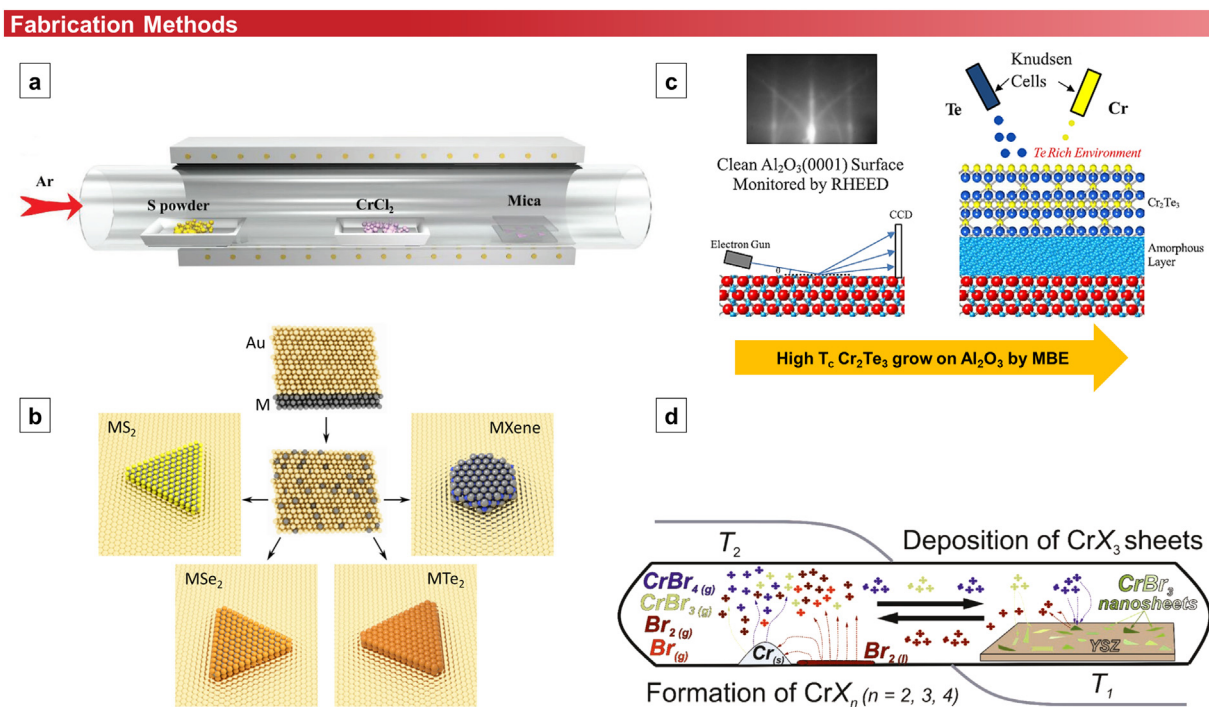 Fabrication Methods
a
Ar
S powder
CrCl₂
Mica
b
Au
M
MS₂
MXene
MSe₂
MTe₂
c
Clean Al₂O₃(0001) Surface
Monitored by RHEED
Electron Gun
θ
CCD
Knudsen
Cells
Te
Cr
Te Rich Environment
Cr₂Te₃
Amorphous
Layer
High T꜀ Cr₂Te₃ grow on Al₂O₃ by MBE
d
T₂
Deposition of CrX₃ sheets
CrBr₄ ₍g₎
CrBr₃ ₍g₎
Br₂ ₍g₎
Br₍g₎
Cr₍s₎
Br₂ ₍l₎
CrBr₃
nanosheets
YSZ
Formation of CrXₙ (n = 2, 3, 4)
T₁